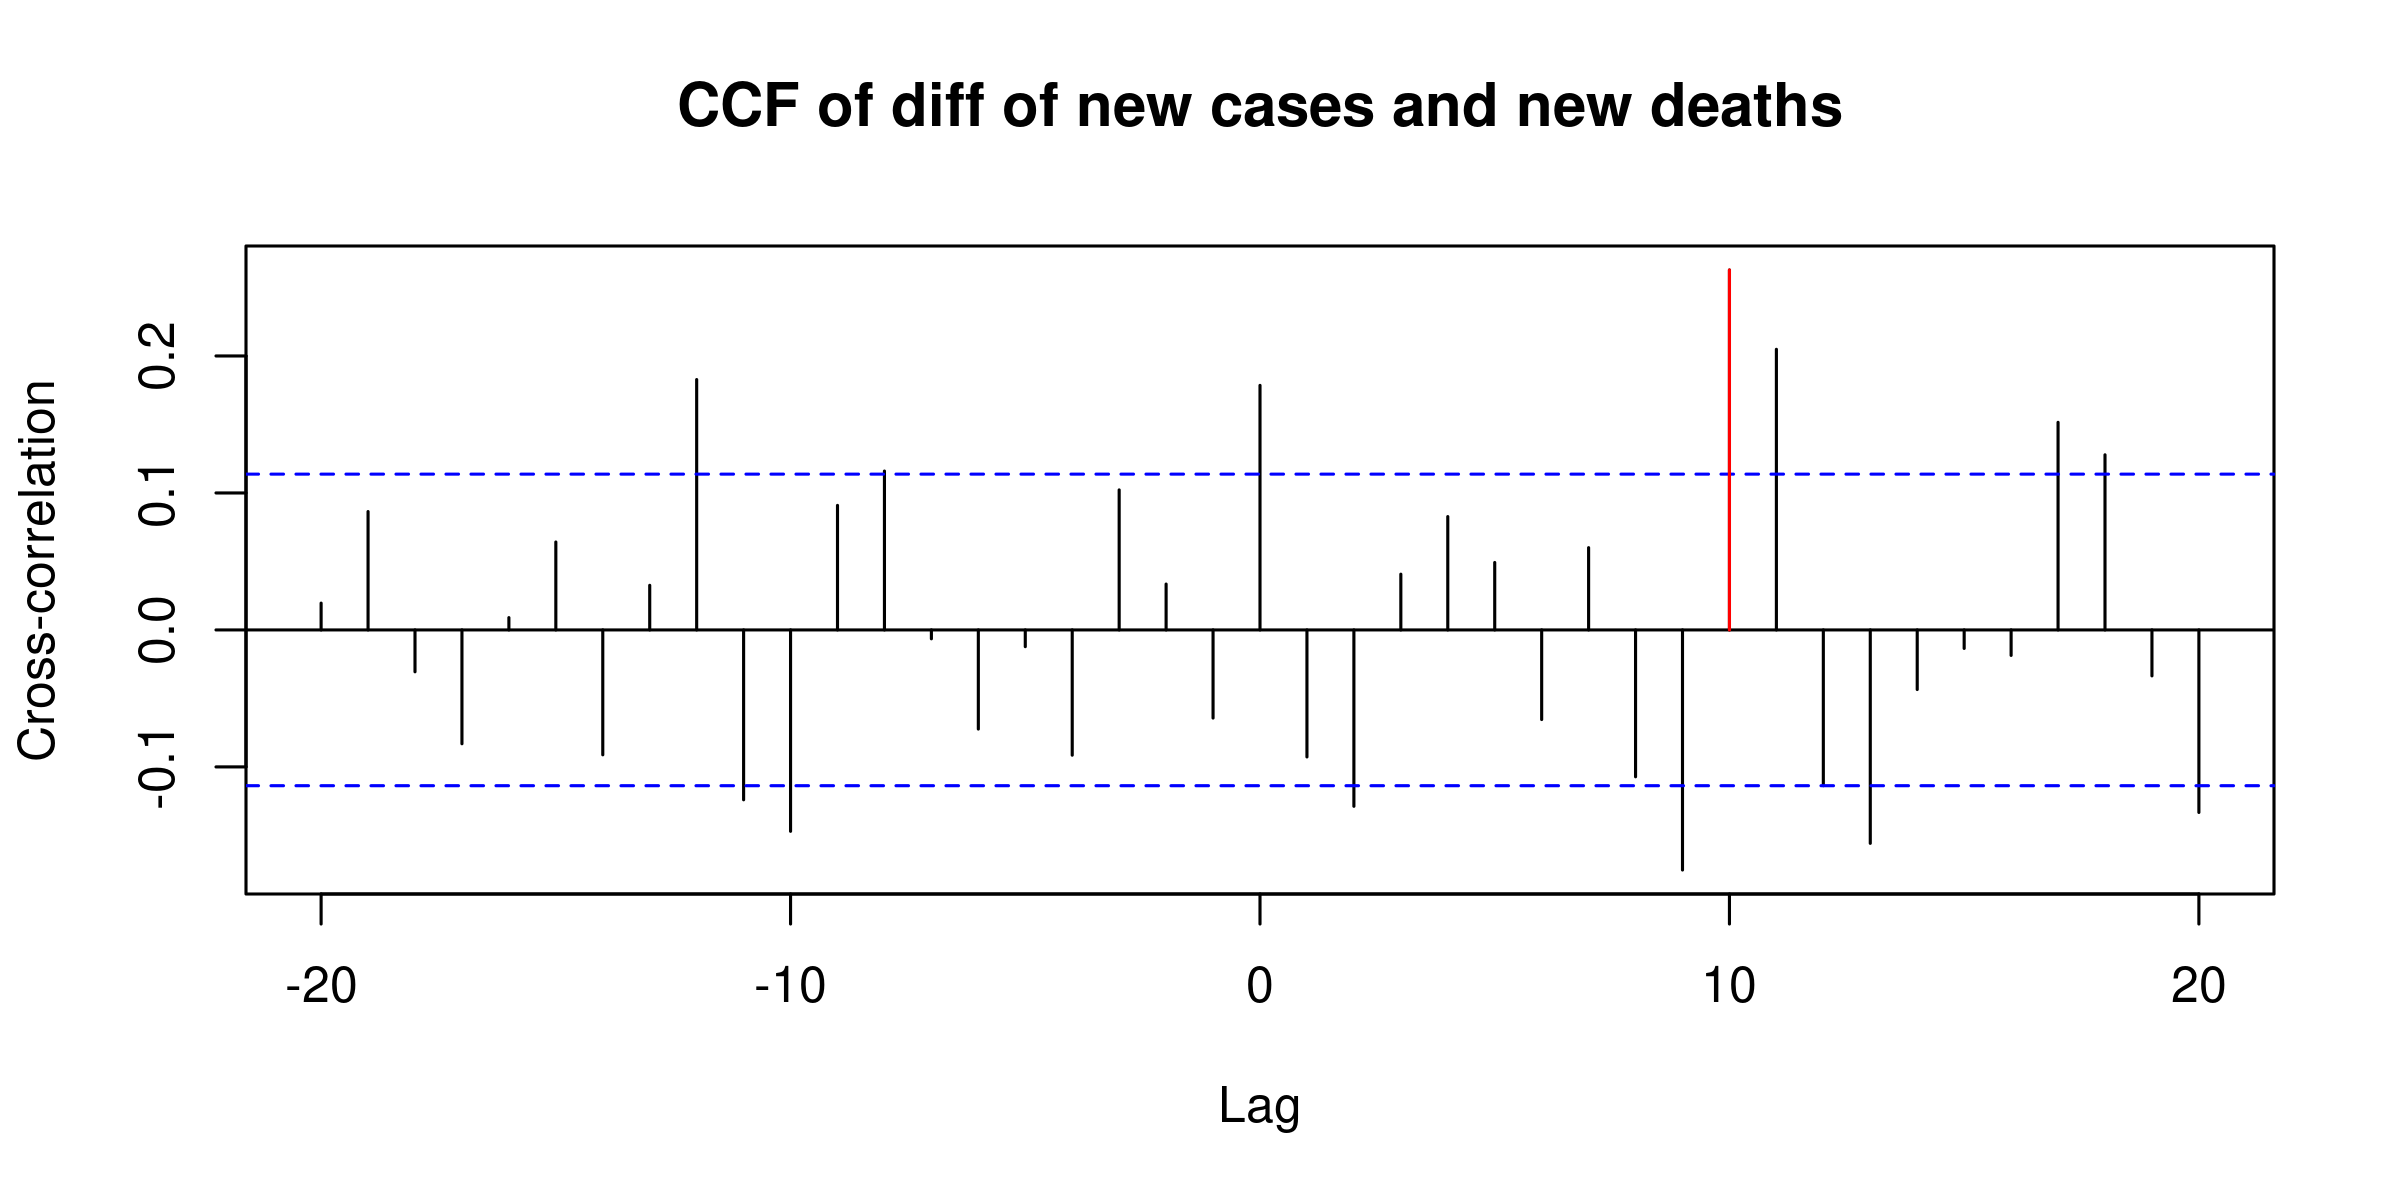 CCF of diff of new cases and new deaths
Cross-correlation
0.2
0.1
0.0
-0.1
-20 -10 0 10 20
Lag